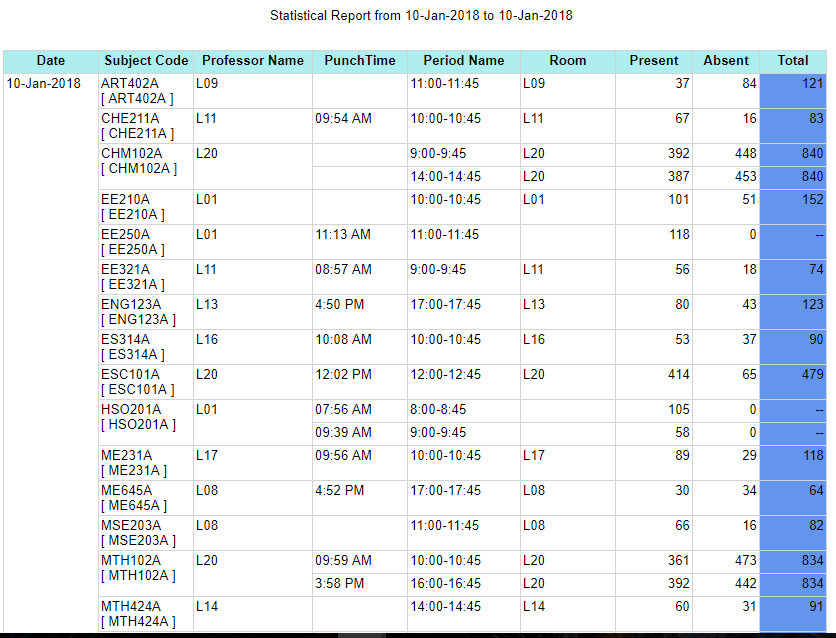 Statistical Report from 10-Jan-2018 to 10-Jan-2018
Date Subject Code Professor Name PunchTime Period Name Room Present Absent Total
10-Jan-2018 ART402A L09 11:00-11:45 L09 37 84 121
[ ART402A ]
CHE211A L11 09:54 AM 10:00-10:45 L11 67 16 83
[ CHE211A ]
CHM102A L20 9:00-9:45 L20 392 448 840
[ CHM102A ]
14:00-14:45 L20 387 453 840
EE210A L01 10:00-10:45 L01 101 51 152
[ EE210A ]
EE250A L01 11:13 AM 11:00-11:45 118 0 --
[ EE250A ]
EE321A L11 08:57 AM 9:00-9:45 L11 56 18 74
[ EE321A ]
ENG123A L13 4:50 PM 17:00-17:45 L13 80 43 123
[ ENG123A ]
ES314A L16 10:08 AM 10:00-10:45 L16 53 37 90
[ ES314A ]
ESC101A L20 12:02 PM 12:00-12:45 L20 414 65 479
[ ESC101A ]
HSO201A L01 07:56 AM 8:00-8:45 105 0 --
[ HSO201A ]
09:39 AM 9:00-9:45 58 0 --
ME231A L17 09:56 AM 10:00-10:45 L17 89 29 118
[ ME231A ]
ME645A L08 4:52 PM 17:00-17:45 L08 30 34 64
[ ME645A ]
MSE203A L08 11:00-11:45 L08 66 16 82
[ MSE203A ]
MTH102A L20 09:59 AM 10:00-10:45 L20 361 473 834
[ MTH102A ]
3:58 PM 16:00-16:45 L20 392 442 834
MTH424A L14 14:00-14:45 L14 60 31 91
[ MTH424A ]